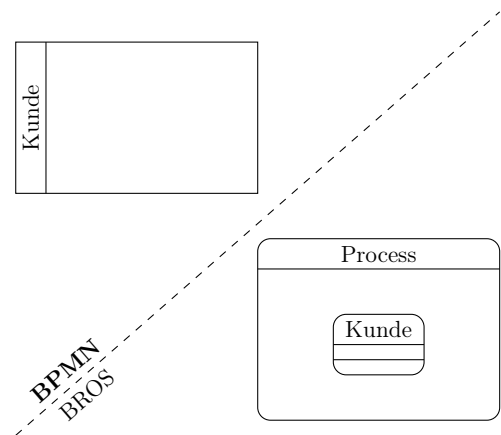 Kunde
Process
Kunde
BPMN
BROS